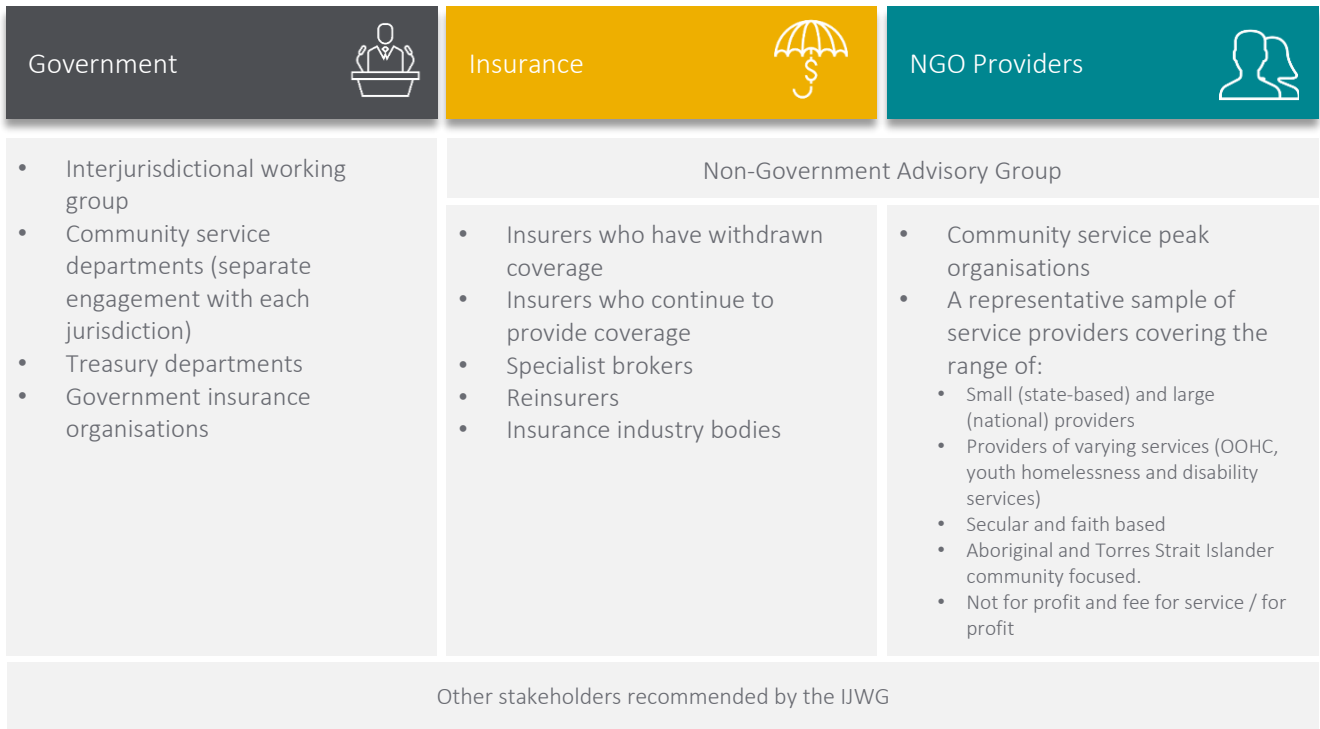 Government
Insurance
$
NGO Providers
• Interjurisdictional working
group
• Community service
departments (separate
engagement with each
jurisdiction)
• Treasury departments
• Government insurance
organisations
Non-Government Advisory Group
• Insurers who have withdrawn
coverage
• Insurers who continue to
provide coverage
• Specialist brokers
• Reinsurers
• Insurance industry bodies
• Community service peak
organisations
• A representative sample of
service providers covering the
range of:
• Small (state-based) and large
(national) providers
• Providers of varying services (OOHC,
youth homelessness and disability
services)
• Secular and faith based
• Aboriginal and Torres Strait Islander
community focused.
• Not for profit and fee for service / for
profit
Other stakeholders recommended by the IJWG